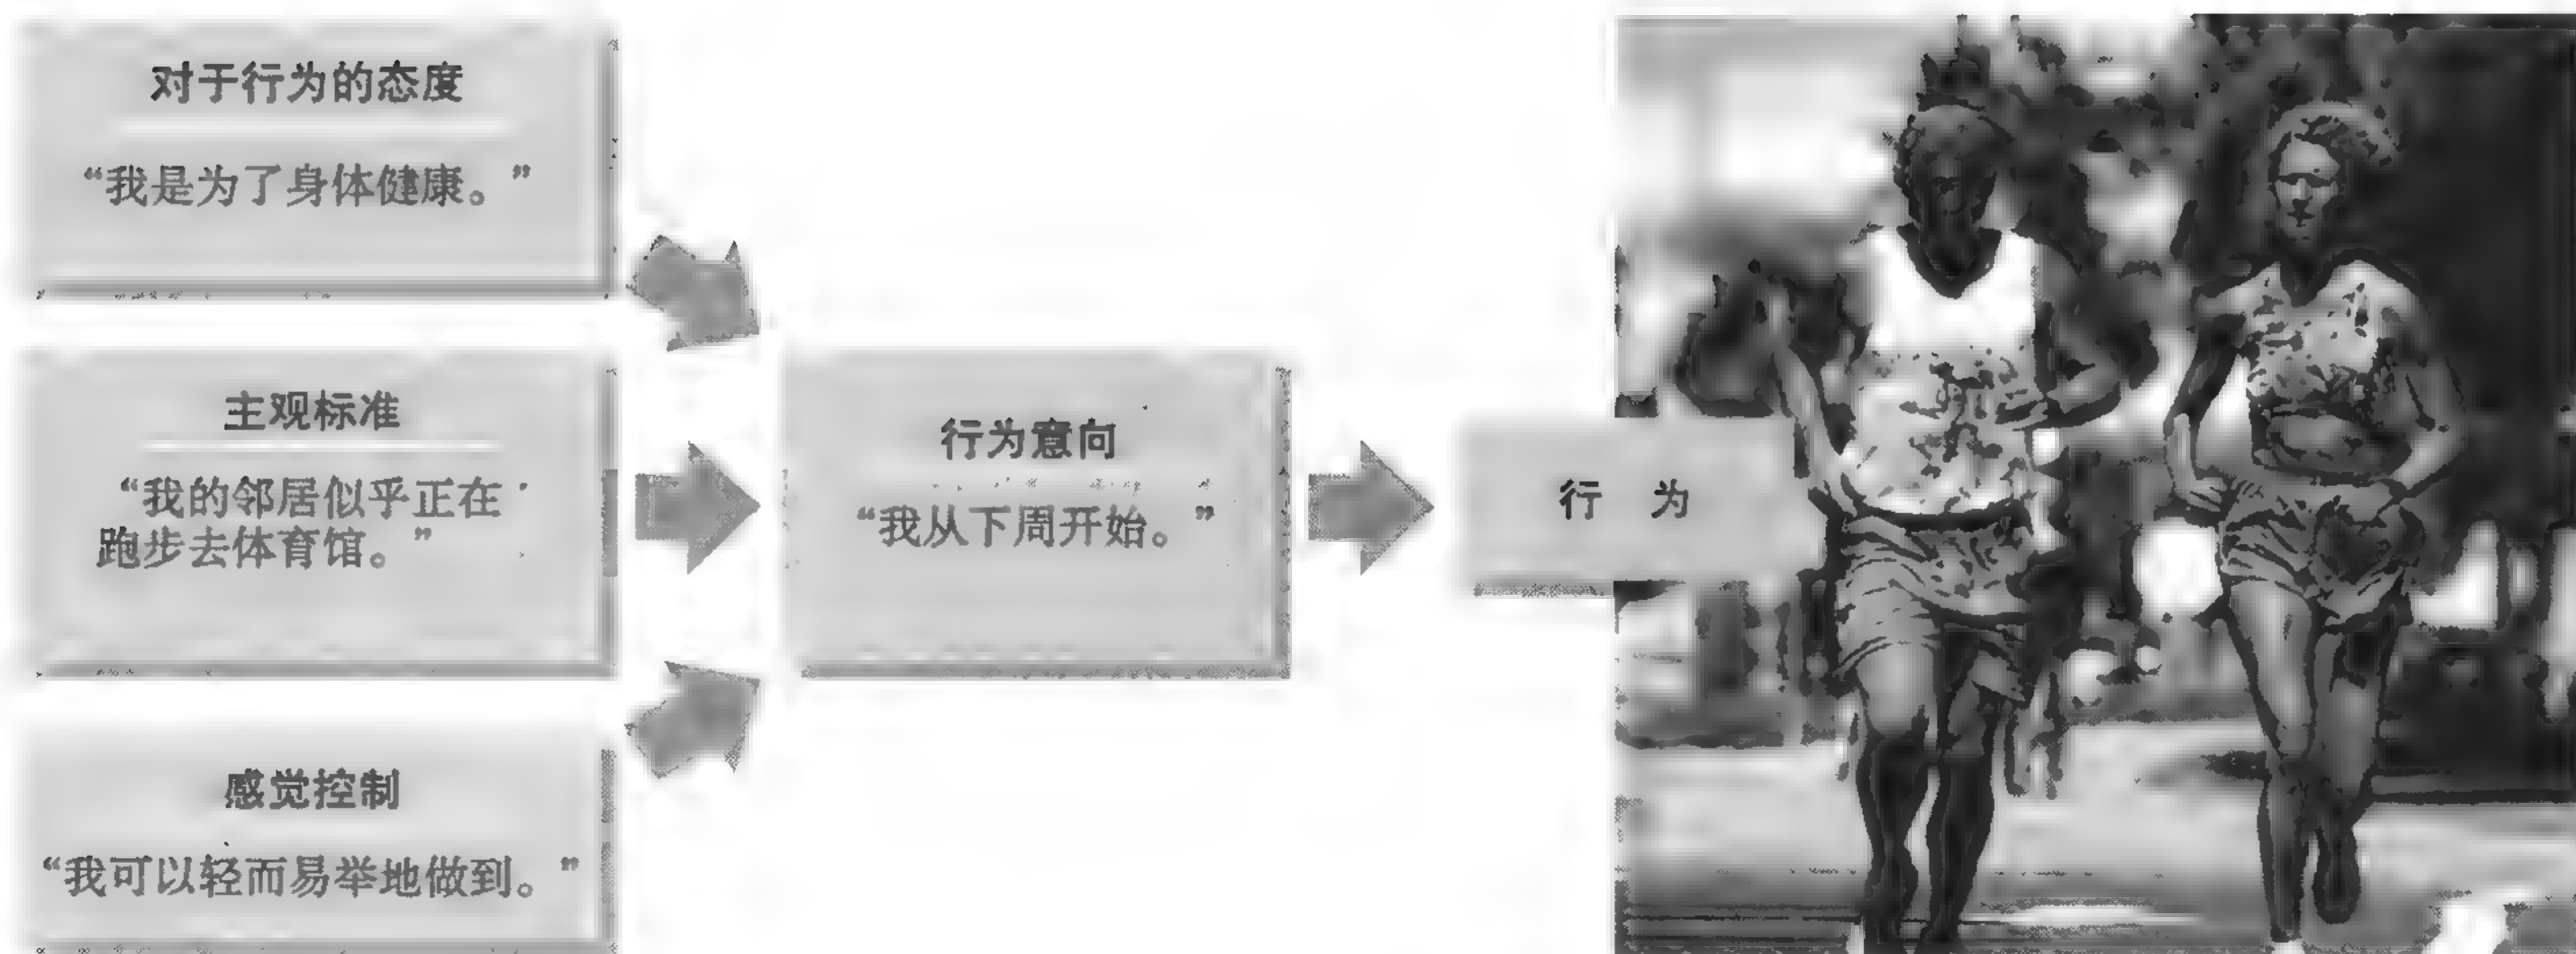 对于行为的态度
“我是为了身体健康。”
主观标准
“我的邻居似乎正在
跑步去体育馆。”
感觉控制
“我可以轻而易举地做到。”
行为意向
“我从下周开始。”
行 为